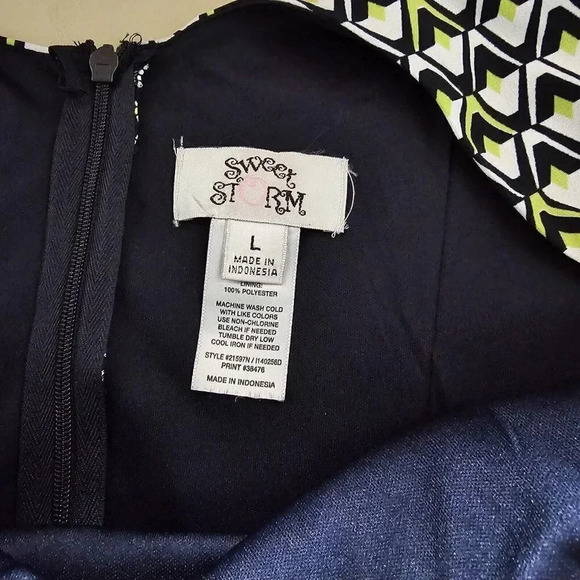 Sweet
STORM
L
MADE IN
INDONESIA
LINING:
100% POLYESTER
MACHINE WASH COLD
WITH LIKE COLORS
USE NON-CHLORINE
BLEACH IF NEEDED
TUMBLE DRY LOW
COOL IRON IF NEEDED
STYLE #21597N / I140256D
PRINT #38476
MADE IN INDONESIA